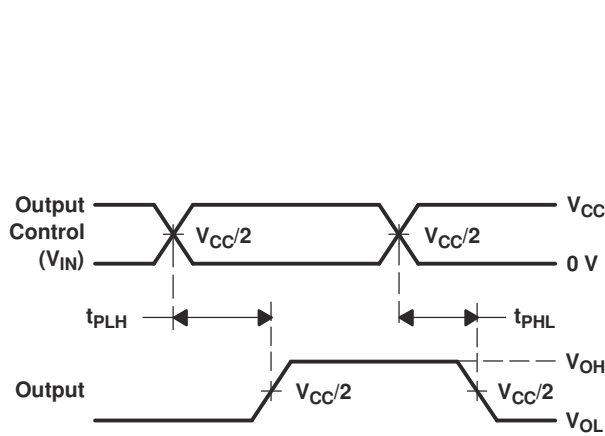 Output
Control
(VIN)
VCC/2
VCC/2
VCC
0 V
tPLH
tPHL
Output
VCC/2
VCC/2
VOH
VOL